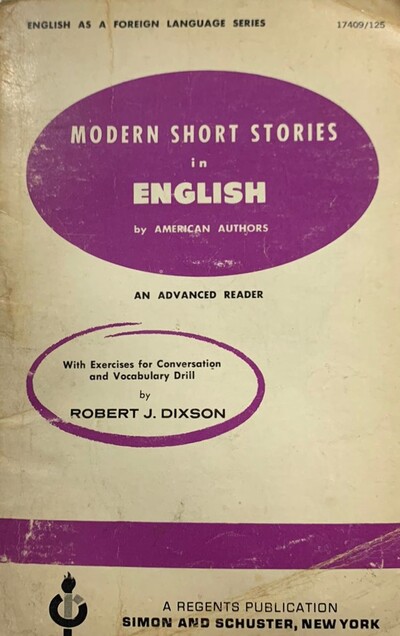 ENGLISH AS A FOREIGN LANGUAGE SERIES 17409/125
MODERN SHORT STORIES
in
ENGLISH
by AMERICAN AUTHORS
AN ADVANCED READER
With Exercises for Conversation
and Vocabulary Drill
by
ROBERT J. DIXSON
A REGENTS PUBLICATION
SIMON AND SCHUSTER, NEW YORK